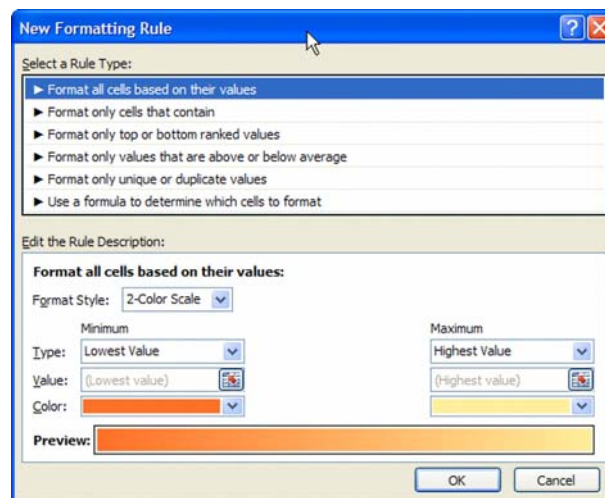 New Formatting Rule
Select a Rule Type:
► Format all cells based on their values
► Format only cells that contain
► Format only top or bottom ranked values
► Format only values that are above or below average
► Format only unique or duplicate values
► Use a formula to determine which cells to format
Edit the Rule Description:
Format all cells based on their values:
Format Style: 2-Color Scale
Minimum Maximum
Type: Lowest Value Highest Value
Value: (Lowest value) (Highest value)
Color:
Preview:
OK Cancel